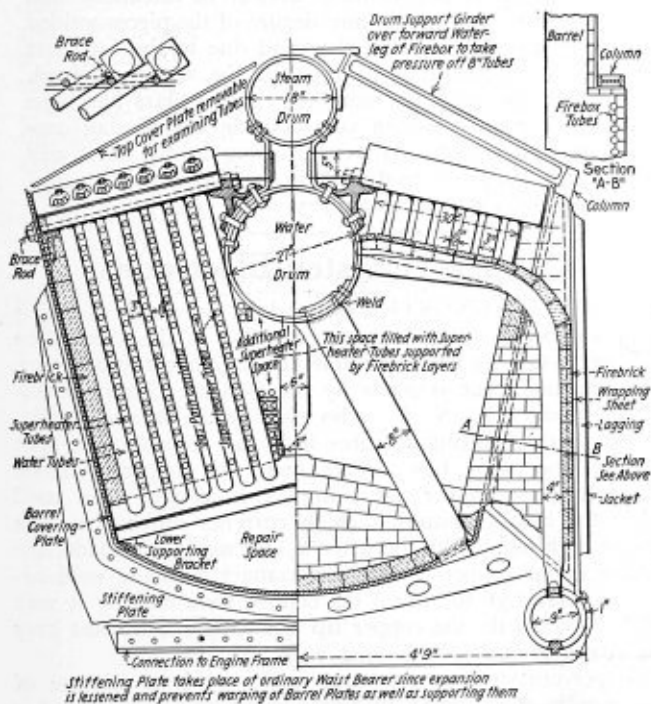 Brace
Rod
Top Cover Plate removable
for examining Tubes
Steam
18"
Drum
Drum Support Girder
over forward Water-
leg of Firebox to take
pressure off 8" Tubes
Barrel
Column
Firebox
Tubes
Section
"A-B"
Column
Water
27"
Drum
30"
Weld
Brace
Rod
Additional
Superheater
Space
This space filled with Super-
heater Tubes supported
by Firebrick Layers
6"
8"
Firebrick
Superheater
Tubes
Water Tubes
Barrel
Covering
Plate
Lower
Supporting
Bracket
Repair
Space
Stiffening
Plate
Connection to Engine Frame
A
B
Firebrick
Wrapping
Sheet
Lagging
Section
See Above
Jacket
4"
9"
1"
4'9"
Stiffening Plate takes place of ordinary Waist Bearer since expansion
is lessened and prevents warping of Barrel Plates as well as supporting them